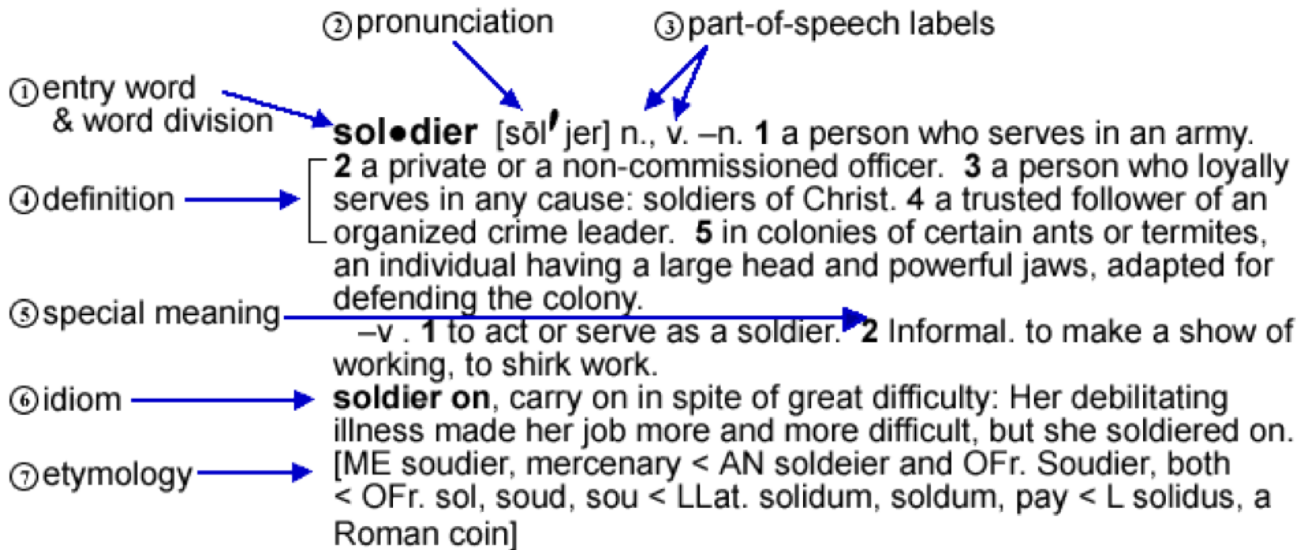 ②pronunciation ③part-of-speech labels
①entry word
& word division
sol●dier [sōl′ jer] n., v. –n. 1 a person who serves in an army.
2 a private or a non-commissioned officer. 3 a person who loyally
④definition serves in any cause: soldiers of Christ. 4 a trusted follower of an
organized crime leader. 5 in colonies of certain ants or termites,
an individual having a large head and powerful jaws, adapted for
defending the colony.
⑤special meaning
–v . 1 to act or serve as a soldier. 2 Informal. to make a show of
working, to shirk work.
⑥idiom soldier on, carry on in spite of great difficulty: Her debilitating
illness made her job more and more difficult, but she soldiered on.
⑦etymology [ME soudier, mercenary < AN soldeier and OFr. Soudier, both
< OFr. sol, soud, sou < LLat. solidum, soldum, pay < L solidus, a
Roman coin]